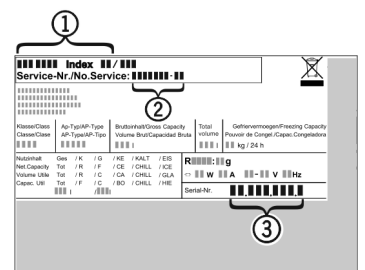 1
Index /
Service-Nr./No.Service: -
2
Klasse/Class
Classe/Classe
Ap-Typ/AP-Type
AP-Type/AP-Tipo
Bruttoinhalt/Gross Capacity
Volume Brut/Capacidad Bruta
l
Total
volume
l
Gefriervermoegen/Freezing Capacity
Pouvoir de Congel./Capac.Congeladora
kg / 24 h
Nutzinhalt Ges / K / G / KE / KALT / EIS
Net.Capacity Tot / R / F / CE / CHILL / ICE
Volume Utile Tot / R / C / CA / CHILL / GLA
Capac. Util Tot / F / C / BO / CHILL / HIE
l / l
R : g
W A - V Hz
Serial-Nr.
3